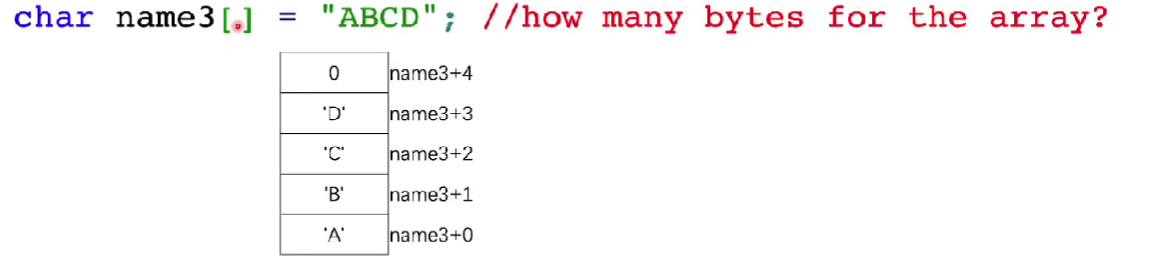 char name3[] = "ABCD"; //how many bytes for the array?
0 name3+4
'D' name3+3
'C' name3+2
'B' name3+1
'A' name3+0